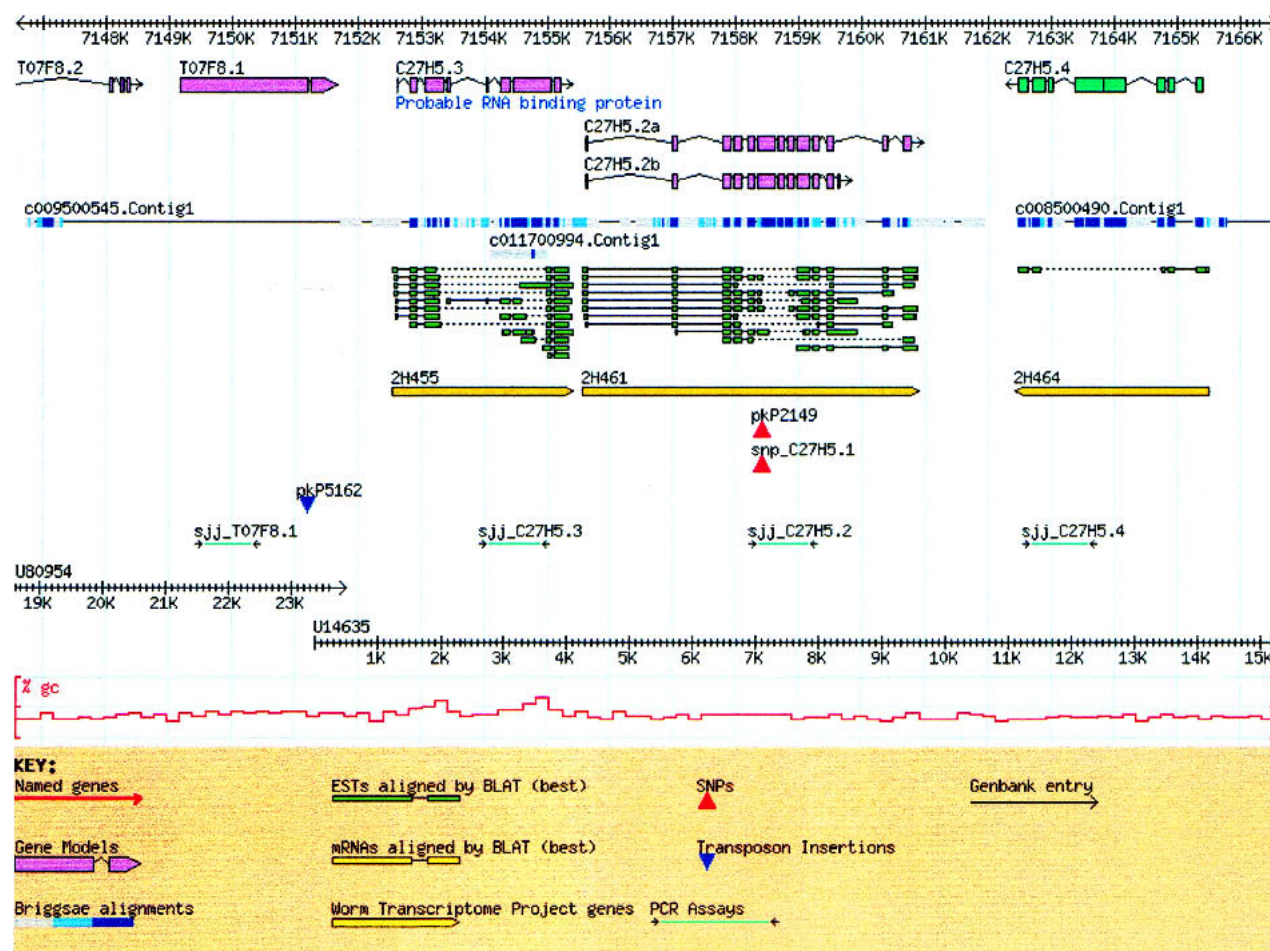 7148K 7149K 7150K 7151K 7152K 7153K 7154K 7155K 7156K 7157K 7158K 7159K 7160K 7161K 7162K 7163K 7164K 7165K 7166K
T07F8.2 T07F8.1 C27H5.3 C27H5.4
Probable RNA binding protein
C27H5.2a
C27H5.2b
c009500545.Contig1 c008500490.Contig1
c011700994.Contig1
2H455 2H461 2H464
pkP2149
snp_C27H5.1
pkP5162
sjj_T07F8.1 sjj_C27H5.3 sjj_C27H5.2 sjj_C27H5.4
U80954
19K 20K 21K 22K 23K
U14635
1K 2K 3K 4K 5K 6K 7K 8K 9K 10K 11K 12K 13K 14K 15K
% gc
KEY:
Named genes ESTs aligned by BLAT (best) SNPs Genbank entry
Gene Models mRNAs aligned by BLAT (best) Transposon Insertions
Briggsae alignments Worm Transcriptome Project genes PCR Assays